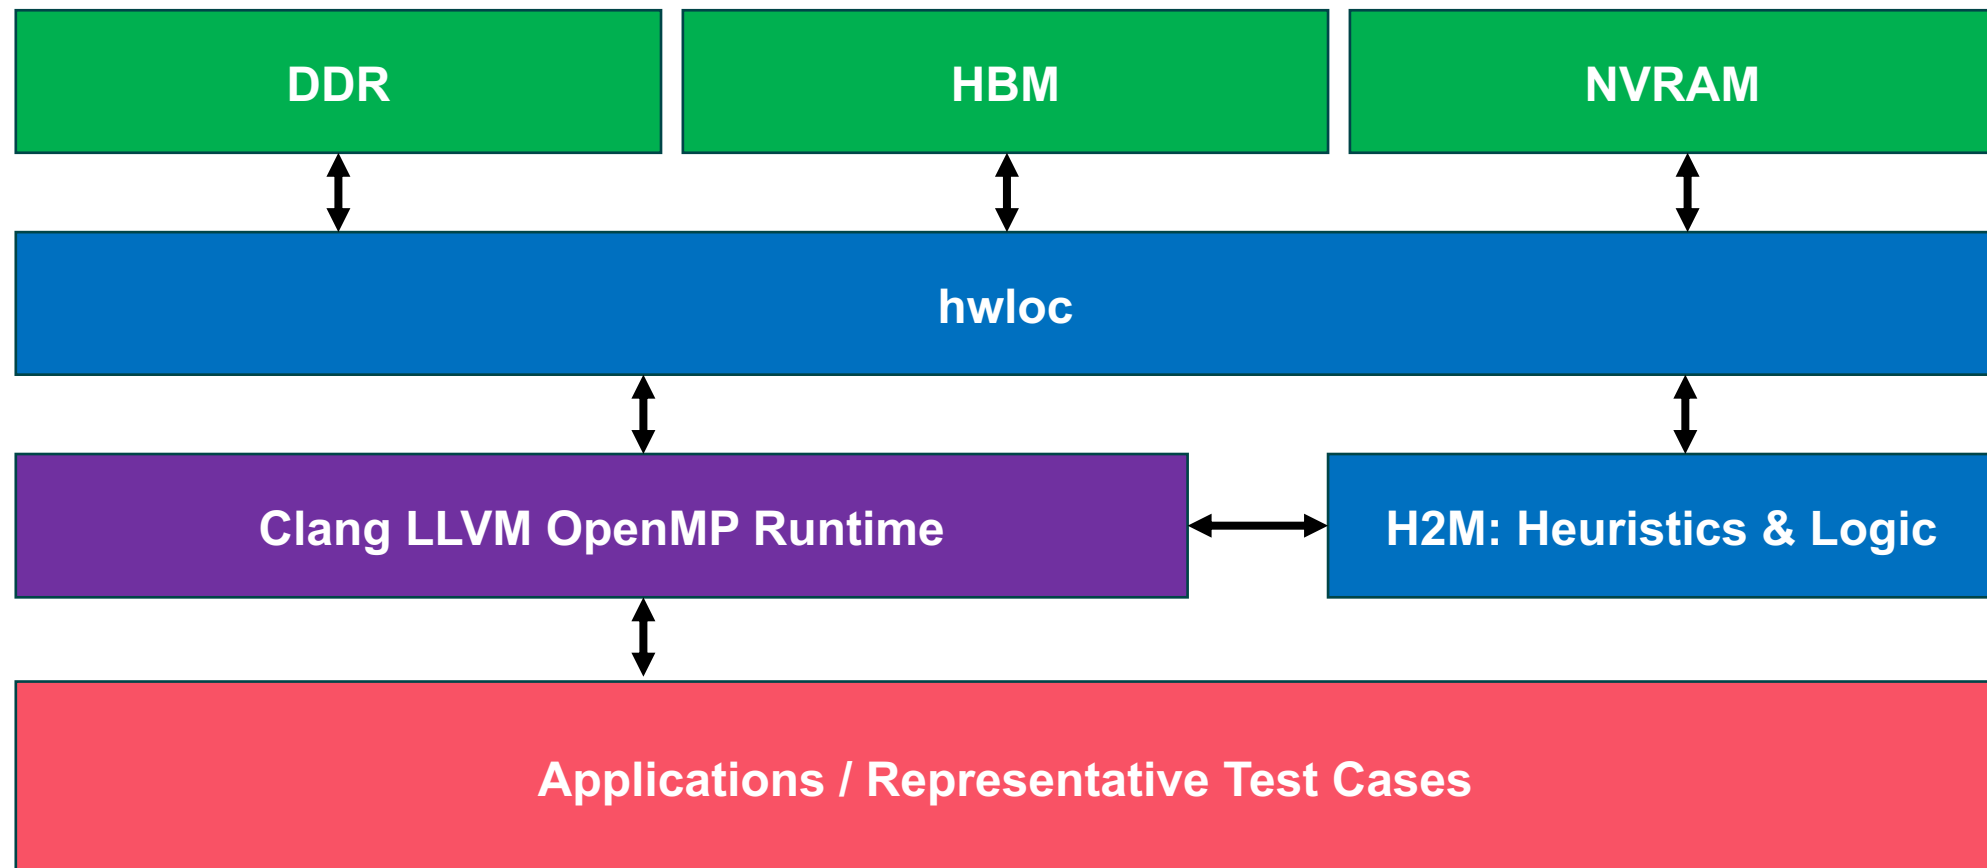 DDR
HBM
NVRAM
hwloc
Clang LLVM OpenMP Runtime
H2M: Heuristics & Logic
Applications / Representative Test Cases